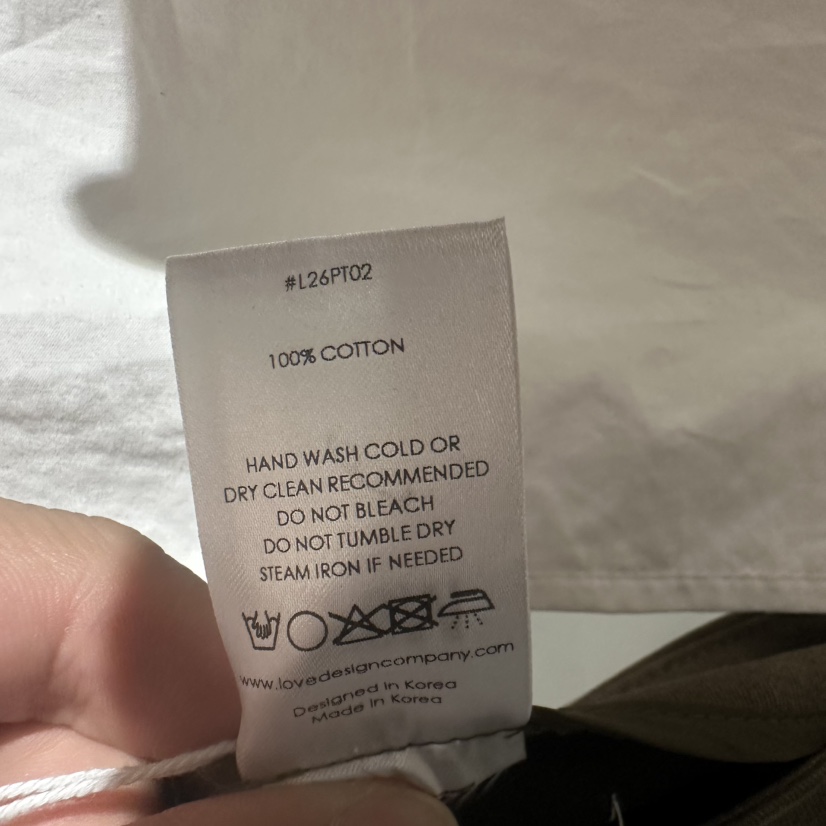 #L26PT02
100% COTTON
HAND WASH COLD OR
DRY CLEAN RECOMMENDED
DO NOT BLEACH
DO NOT TUMBLE DRY
STEAM IRON IF NEEDED
www.lovedesigncompany.com
Designed in Korea
Made in Korea